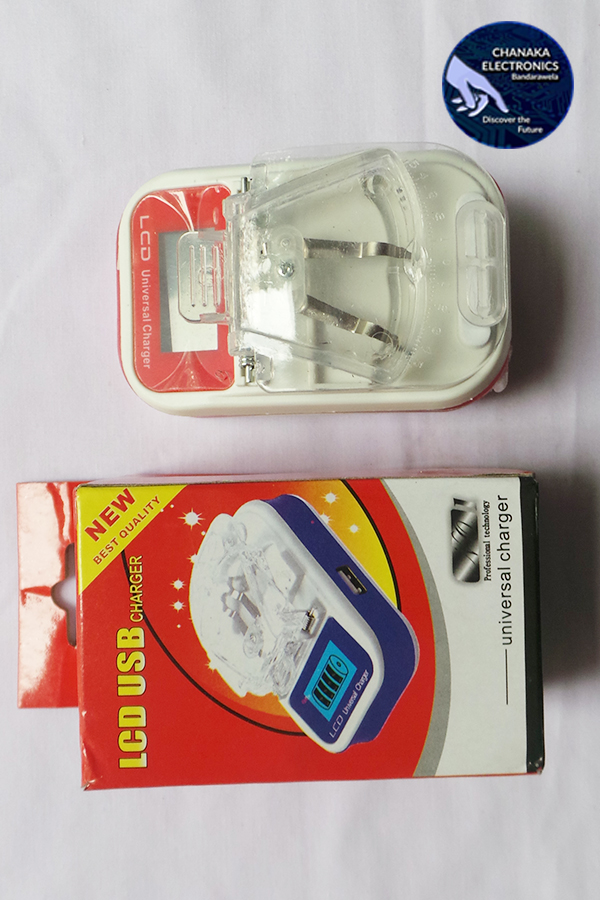 CHANAKA
ELECTRONICS
Bandarawela
Discover the
Future
LCD Universal Charger
NEW
BEST QUALITY
LCD USB CHARGER
LCD Universal Charger
Professional technology
universal charger